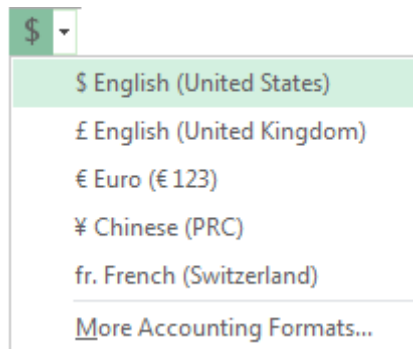 $
$ English (United States)
£ English (United Kingdom)
€ Euro (€ 123)
¥ Chinese (PRC)
fr. French (Switzerland)
More Accounting Formats...